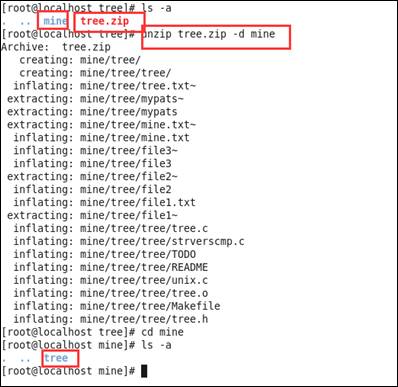 [root@localhost tree]# ls -a
.  ..  mine  tree.zip
[root@localhost tree]# unzip tree.zip -d mine
Archive:  tree.zip
   creating: mine/tree/
   creating: mine/tree/tree/
  inflating: mine/tree/tree.txt~
 extracting: mine/tree/mypats~
 extracting: mine/tree/mypats
 extracting: mine/tree/mine.txt~
  inflating: mine/tree/mine.txt
  inflating: mine/tree/file3~
  inflating: mine/tree/file3
 extracting: mine/tree/file2~
  inflating: mine/tree/file2
  inflating: mine/tree/file1.txt
 extracting: mine/tree/file1~
  inflating: mine/tree/tree/tree.c
  inflating: mine/tree/tree/strverscmp.c
  inflating: mine/tree/tree/TODO
  inflating: mine/tree/tree/README
  inflating: mine/tree/tree/unix.c
  inflating: mine/tree/tree/tree.o
  inflating: mine/tree/tree/Makefile
  inflating: mine/tree/tree/tree.h
[root@localhost tree]# cd mine
[root@localhost mine]# ls -a
.  ..  tree
[root@localhost mine]#